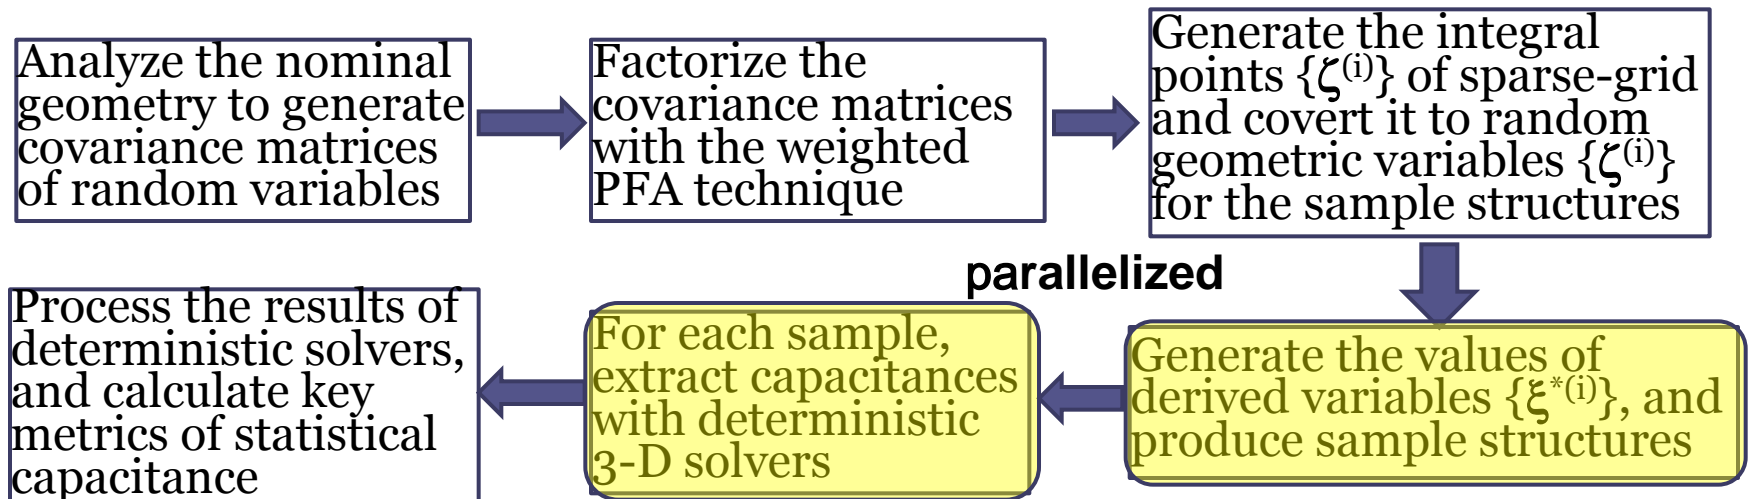 Analyze the nominal
geometry to generate
covariance matrices
of random variables
Factorize the
covariance matrices
with the weighted
PFA technique
Generate the integral
points {ζ⁽ⁱ⁾} of sparse-grid
and covert it to random
geometric variables {ζ⁽ⁱ⁾}
for the sample structures
parallelized
Generate the values of
derived variables {ξ*⁽ⁱ⁾}, and
produce sample structures
For each sample,
extract capacitances
with deterministic
3-D solvers
Process the results of
deterministic solvers,
and calculate key
metrics of statistical
capacitance